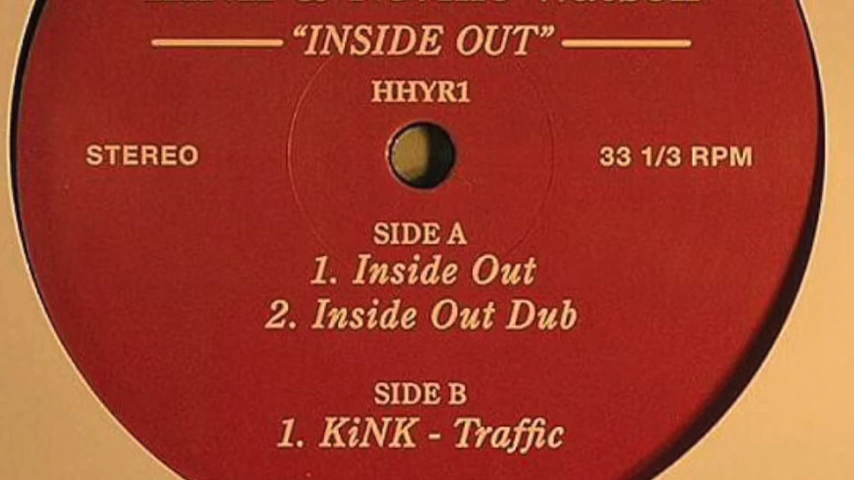 "INSIDE OUT"
HHYR1
STEREO
33 1/3 RPM
SIDE A
1. Inside Out
2. Inside Out Dub
SIDE B
1. KiNK - Traffic